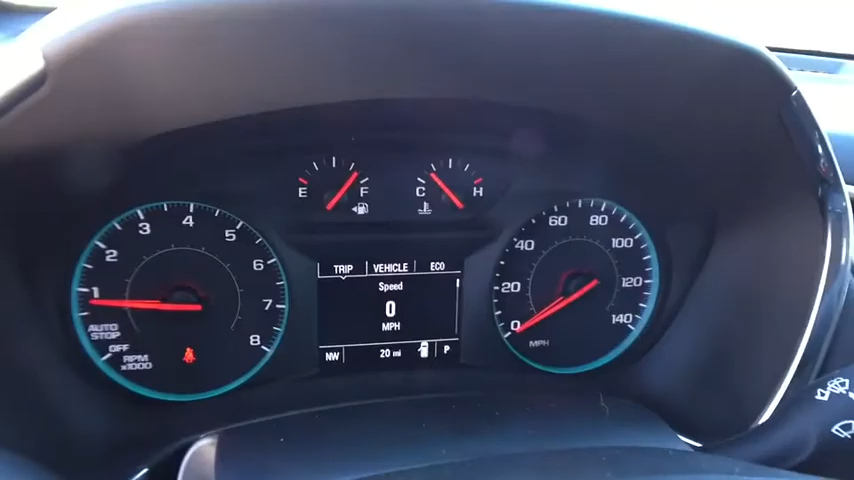 E F
C H
1 2 3 4 5 6 7 8
AUTO
STOP
OFF
RPM
x1000
TRIP VEHICLE ECO
Speed
0
MPH
NW 20 mi P
0 20 40 60 80 100 120 140
MPH